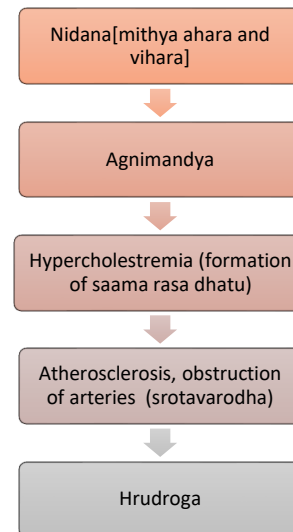 Nidana[mithya ahara and
vihara]
Agnimandya
Hypercholestremia (formation
of saama rasa dhatu)
Atherosclerosis, obstruction
of arteries (srotavarodha)
Hrudroga